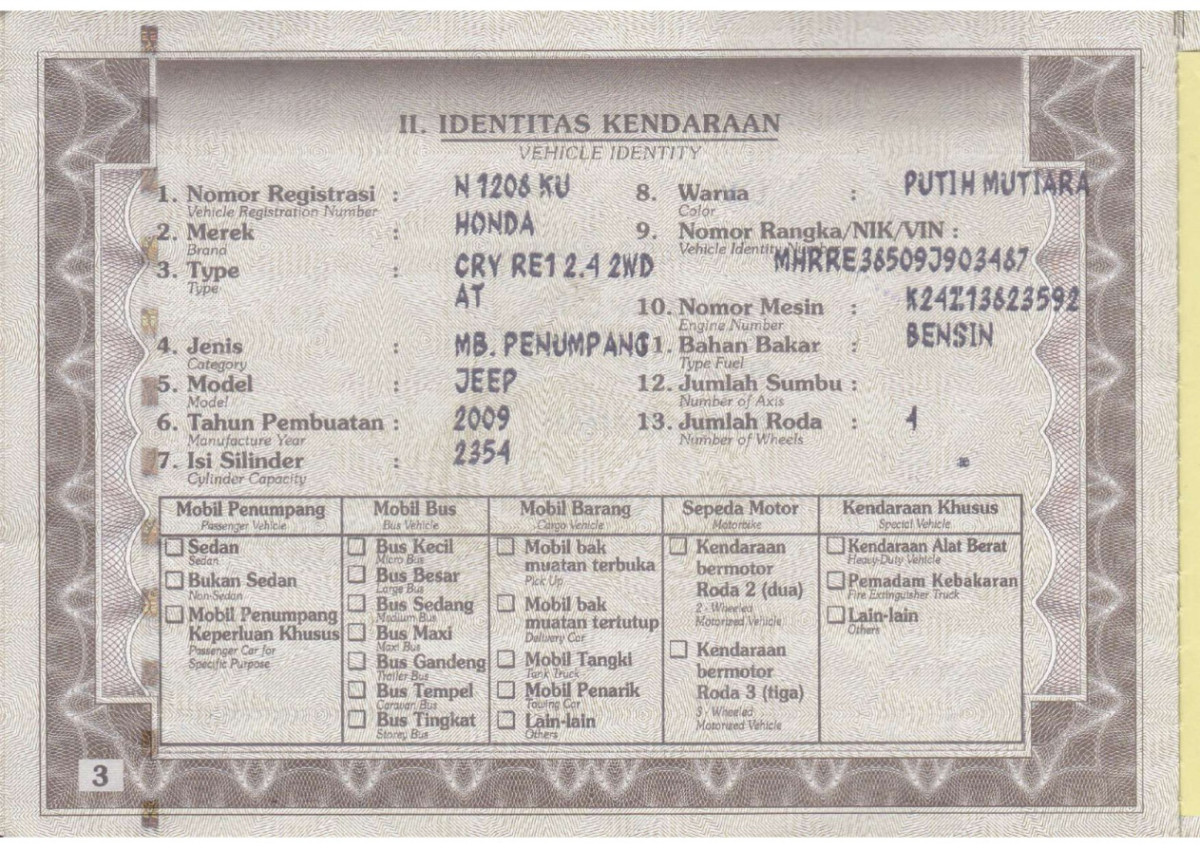 II. IDENTITAS KENDARAAN
VEHICLE IDENTITY
1. Nomor Registrasi : N 1208 KU
Vehicle Registration Number
2. Merek : HONDA
Brand
3. Type : CRV RE1 2.4 2WD
Type
AT
4. Jenis : MB. PENUMPANG
Category
5. Model : JEEP
Model
6. Tahun Pembuatan : 2009
Manufacture Year
7. Isi Silinder : 2354
Cylinder Capacity
8. Warna : PUTIH MUTIARA
Color
9. Nomor Rangka/NIK/VIN :
Vehicle Identity Number
MHRRE38509J903487
10. Nomor Mesin : K24Z13823592
Engine Number
11. Bahan Bakar : BENSIN
Type Fuel
12. Jumlah Sumbu :
Number of Axis
13. Jumlah Roda : 4
Number of Wheels
Mobil Penumpang
Passenger Vehicle
Sedan
Sedan
Bukan Sedan
Non-Sedan
Mobil Penumpang
Keperluan Khusus
Passenger Car for
Specific Purpose
Mobil Bus
Bus Vehicle
Bus Kecil
Micro Bus
Bus Besar
Large Bus
Bus Sedang
Medium Bus
Bus Maxi
Maxi Bus
Bus Gandeng
Trailer Bus
Bus Tempel
Caravan Bus
Bus Tingkat
Storey Bus
Mobil Barang
Cargo Vehicle
Mobil bak
muatan terbuka
Pick Up
Mobil bak
muatan tertutup
Delivery Car
Mobil Tangki
Tank Truck
Mobil Penarik
Towing Car
Lain-lain
Others
Sepeda Motor
Motorbike
Kendaraan
bermotor
Roda 2 (dua)
2 - Wheeled
Motorized Vehicle
Kendaraan
bermotor
Roda 3 (tiga)
3 - Wheeled
Motorized Vehicle
Kendaraan Khusus
Special Vehicle
Kendaraan Alat Berat
Heavy-Duty Vehicle
Pemadam Kebakaran
Fire Extinguisher Truck
Lain-lain
Others
3